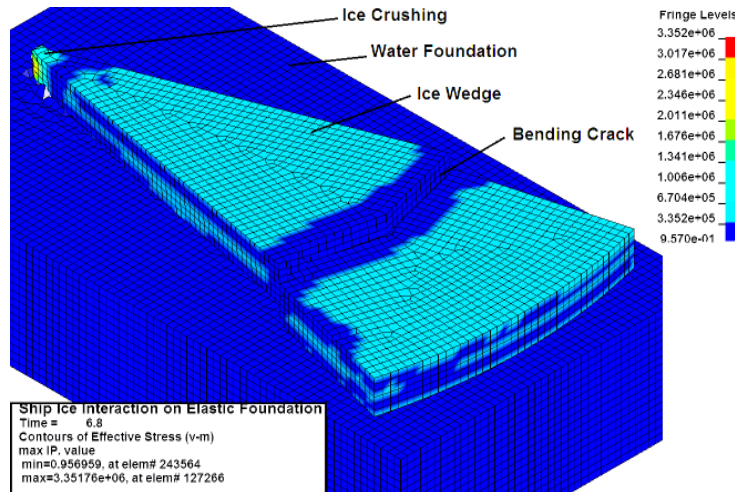 Ice Crushing
Water Foundation
Ice Wedge
Bending Crack
Fringe Levels
3.352e+06
3.017e+06
2.681e+06
2.346e+06
2.011e+06
1.676e+06
1.341e+06
1.006e+06
6.704e+05
3.352e+05
9.570e-01
Ship Ice Interaction on Elastic Foundation
Time = 6.8
Contours of Effective Stress (v-m)
max IP. value
min=0.956959, at elem# 243564
max=3.35176e+06, at elem# 127266